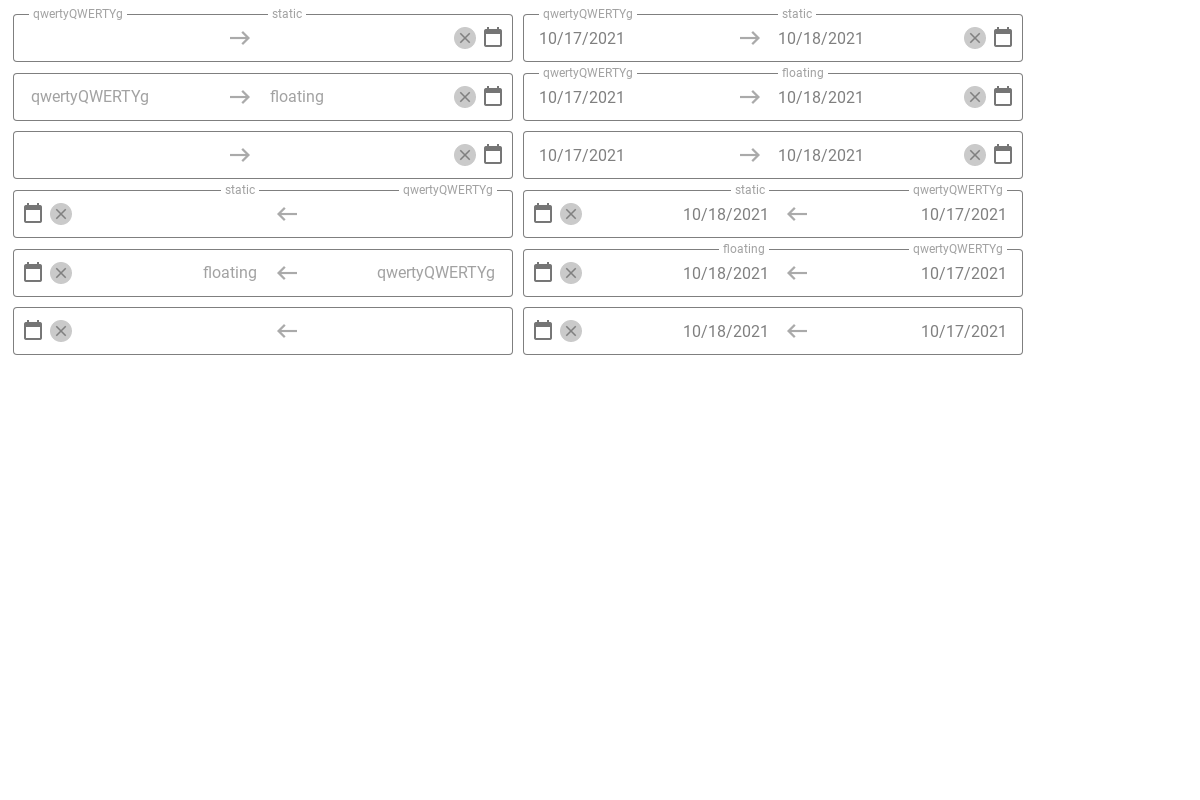 qwertyQWERTYg static qwertyQWERTYg static
10/17/2021 10/18/2021
qwertyQWERTYg floating
qwertyQWERTYg floating 10/17/2021 10/18/2021
10/17/2021 10/18/2021
static qwertyQWERTYg static qwertyQWERTYg
10/18/2021 10/17/2021
floating qwertyQWERTYg
floating qwertyQWERTYg 10/18/2021 10/17/2021
10/18/2021 10/17/2021